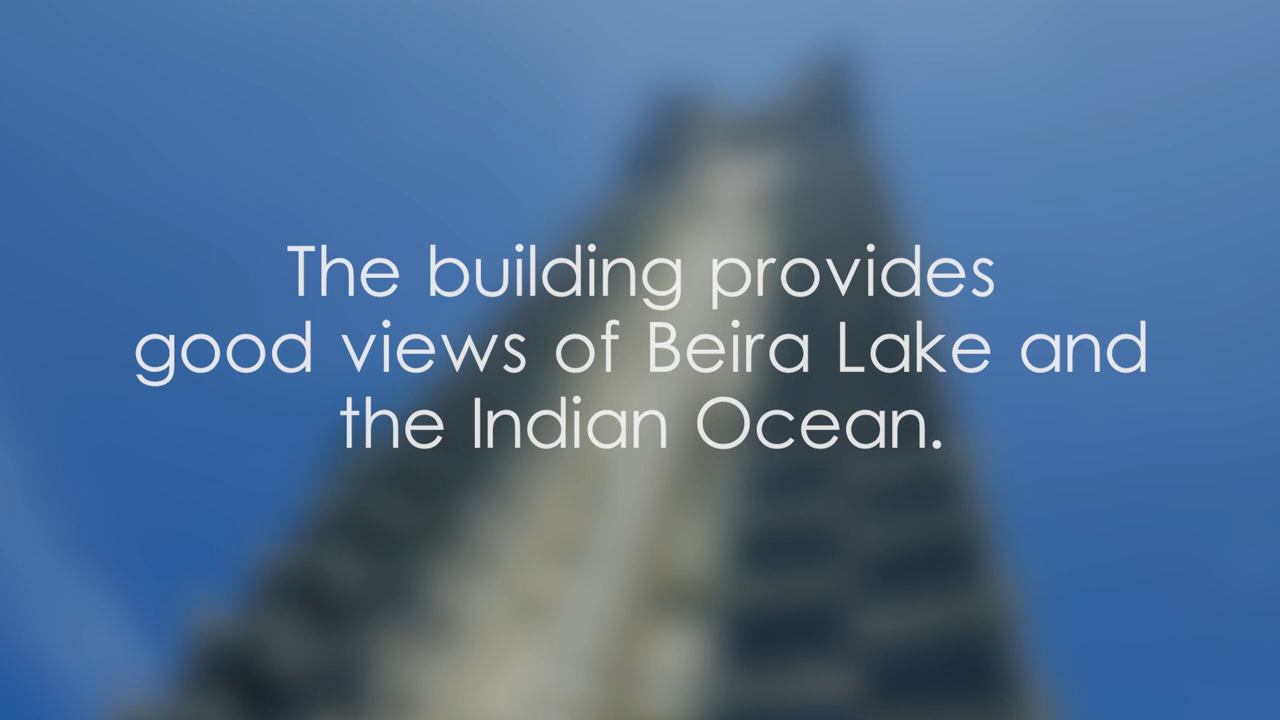 The building provides
good views of Beira Lake and
the Indian Ocean.